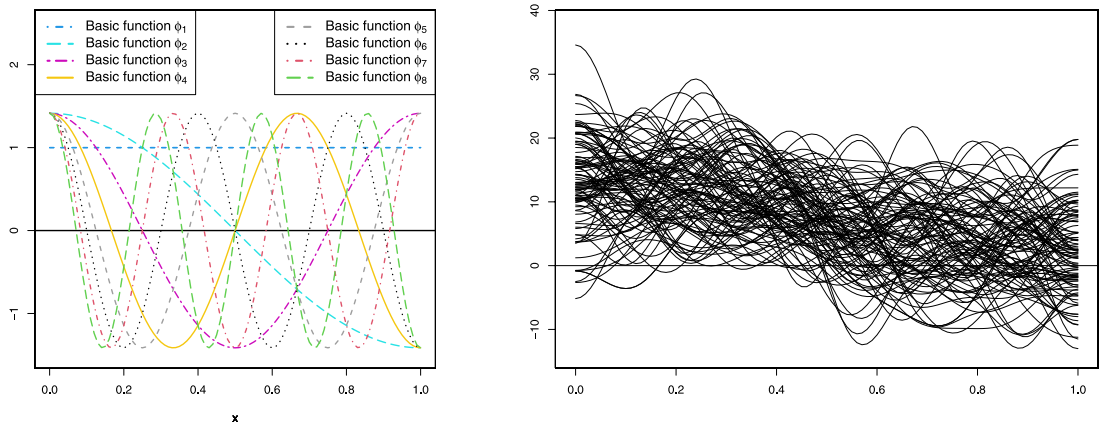 Basic function ϕ1
Basic function ϕ2
Basic function ϕ3
Basic function ϕ4
Basic function ϕ5
Basic function ϕ6
Basic function ϕ7
Basic function ϕ8
2
1
0
−1
0.0 0.2 0.4 0.6 0.8 1.0
x
40
30
20
10
0
−10
0.0 0.2 0.4 0.6 0.8 1.0